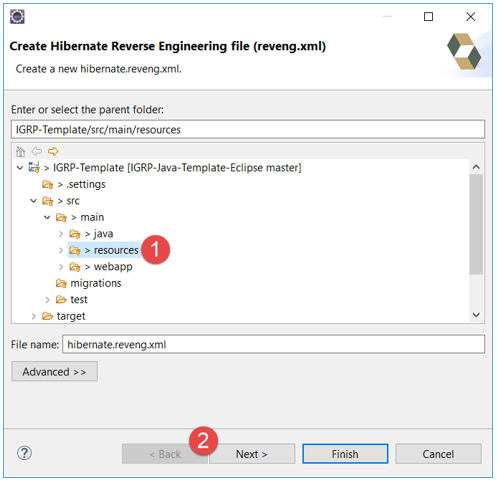 Create Hibernate Reverse Engineering file (reveng.xml)
Create a new hibernate.reveng.xml.
Enter or select the parent folder:
IGRP-Template/src/main/resources
> IGRP-Template [IGRP-Java-Template-Eclipse master]
> .settings
> src
> main
> java
> resources
1
> webapp
migrations
> test
> target
File name: hibernate.reveng.xml
Advanced >>
2
? < Back Next > Finish Cancel